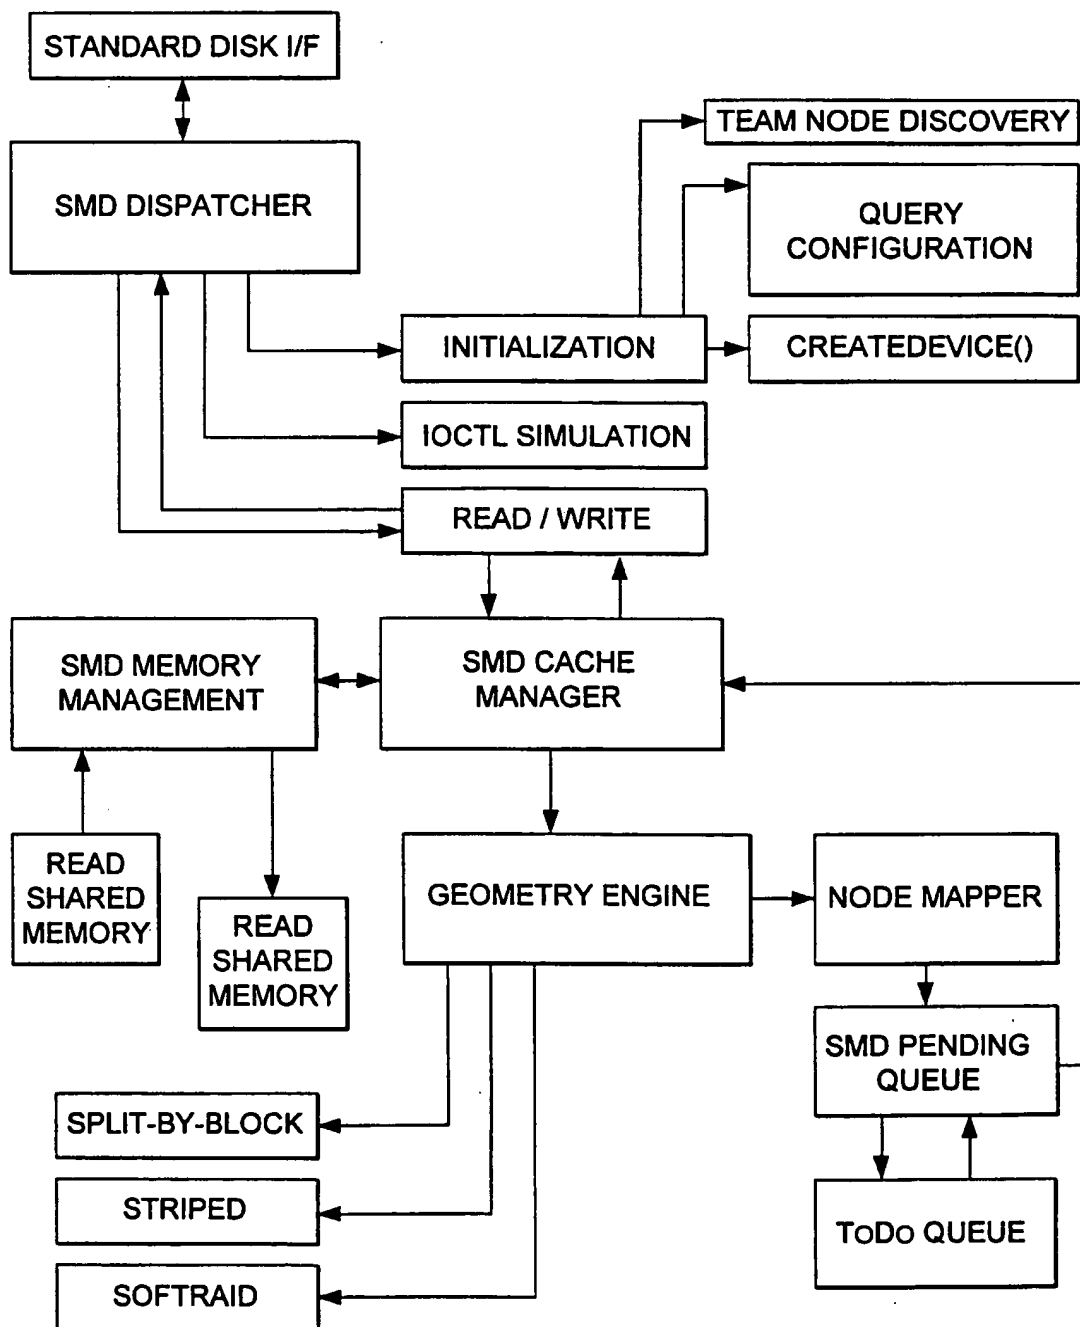 STANDARD DISK I/F
TEAM NODE DISCOVERY
SMD DISPATCHER
QUERY
CONFIGURATION
INITIALIZATION
CREATEDEVICE()
IOCTL SIMULATION
READ / WRITE
SMD MEMORY
MANAGEMENT
SMD CACHE
MANAGER
READ
SHARED
MEMORY
READ
SHARED
MEMORY
GEOMETRY ENGINE
NODE MAPPER
SMD PENDING
QUEUE
SPLIT-BY-BLOCK
STRIPED
SOFTRAID
ToDo QUEUE